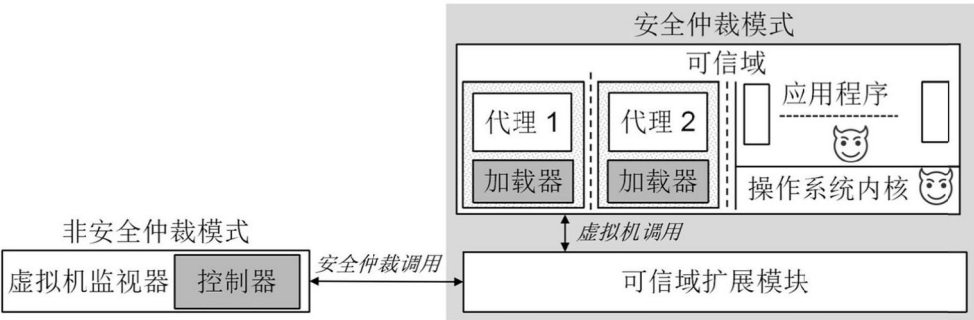 安全仲裁模式
可信域
代理 1
代理 2
应用程序
加载器
加载器
操作系统内核
非安全仲裁模式
虚拟机调用
虚拟机监视器
控制器
安全仲裁调用
可信域扩展模块